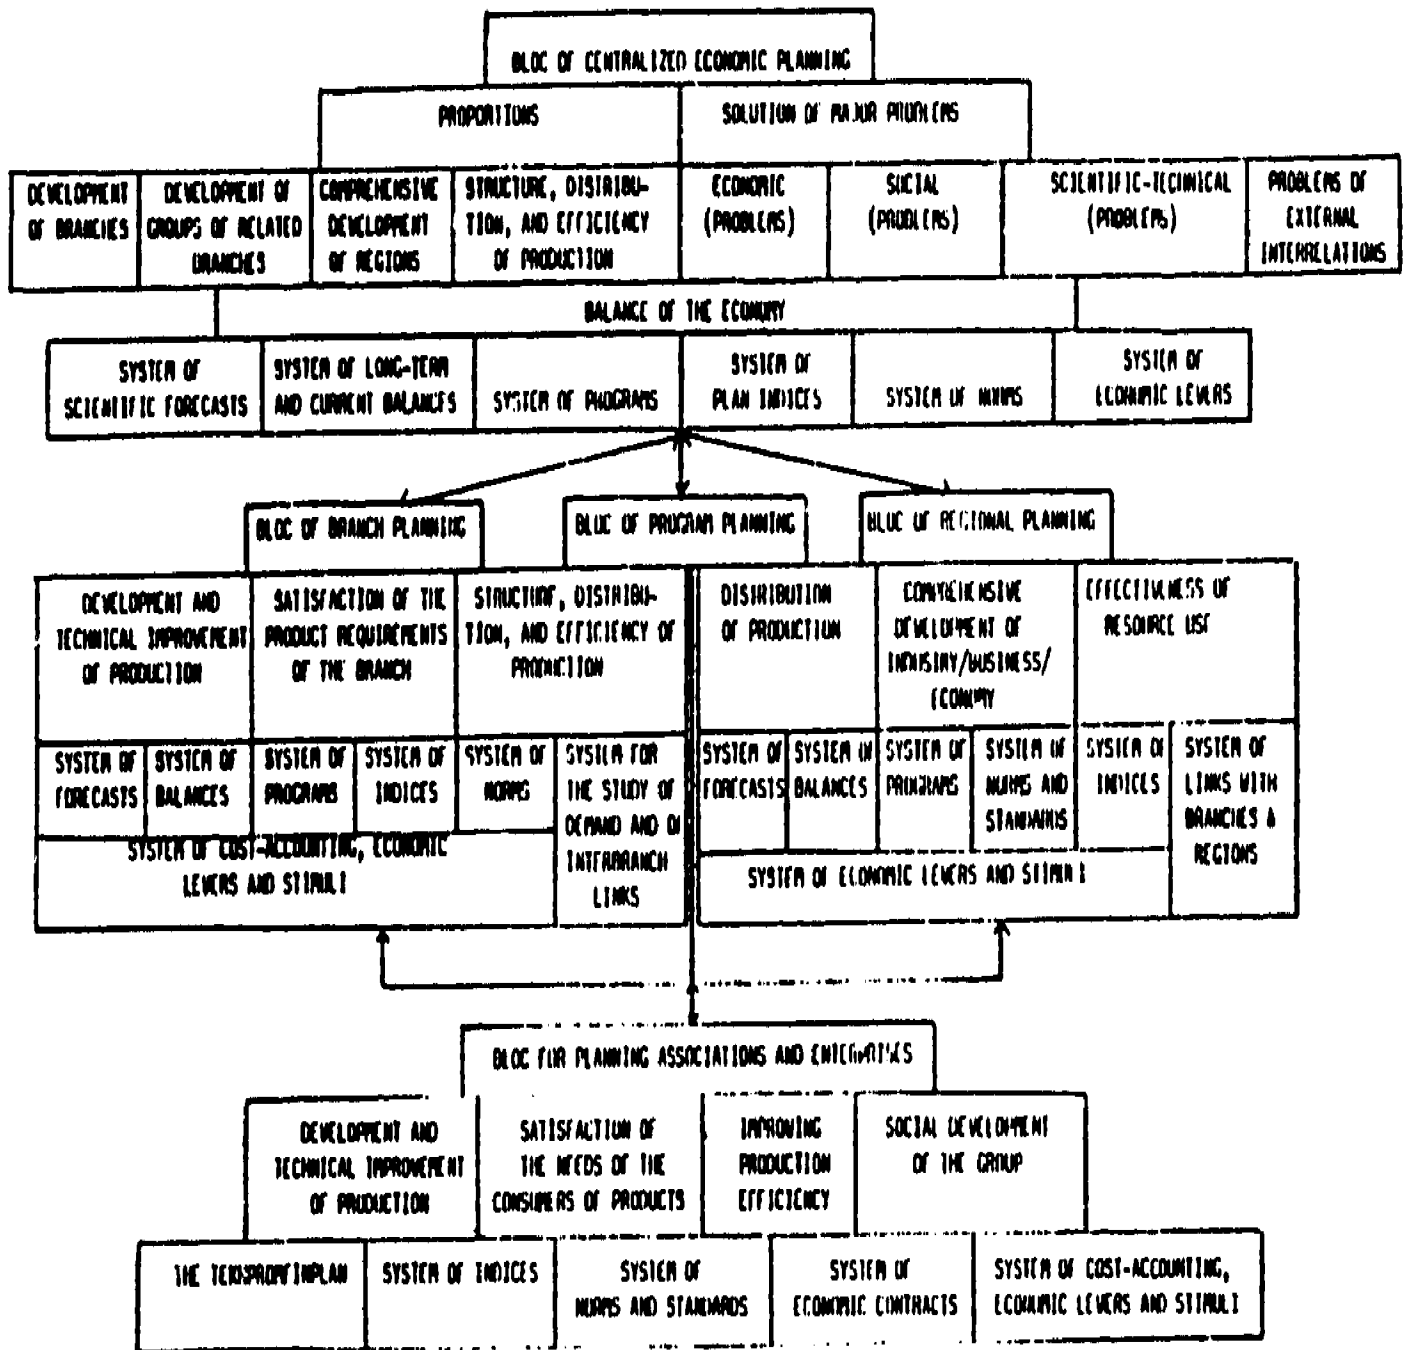 BLOC OF CENTRALIZED ECONOMIC PLANNING
PROPORTIONS
SOLUTION OF MAJOR PROBLEMS
DEVELOPMENT
OF BRANCHES
DEVELOPMENT OF
GROUPS OF RELATED
BRANCHES
COMPREHENSIVE
DEVELOPMENT
OF REGIONS
STRUCTURE, DISTRIBU-
TION, AND EFFICIENCY
OF PRODUCTION
ECONOMIC
(PROBLEMS)
SOCIAL
(PROBLEMS)
SCIENTIFIC-TECHNICAL
(PROBLEMS)
PROBLEMS OF
EXTERNAL
INTERRELATIONS
BALANCE OF THE ECONOMY
SYSTEM OF
SCIENTIFIC FORECASTS
SYSTEM OF LONG-TERM
AND CURRENT BALANCES
SYSTEM OF PROGRAMS
SYSTEM OF
PLAN INDICES
SYSTEM OF NORMS
SYSTEM OF
ECONOMIC LEVERS
BLOC OF BRANCH PLANNING
BLOC OF PROGRAM PLANNING
BLOC OF REGIONAL PLANNING
DEVELOPMENT AND
TECHNICAL IMPROVEMENT
OF PRODUCTION
SATISFACTION OF THE
PRODUCT REQUIREMENTS
OF THE BRANCH
STRUCTURE, DISTRIBU-
TION, AND EFFICIENCY OF
PRODUCTION
DISTRIBUTION
OF PRODUCTION
COMPREHENSIVE
DEVELOPMENT OF
INDUSTRY/BUSINESS/
ECONOMY
EFFECTIVENESS OF
RESOURCE USE
SYSTEM OF
FORECASTS
SYSTEM OF
BALANCES
SYSTEM OF
PROGRAMS
SYSTEM OF
INDICES
SYSTEM OF
NORMS
SYSTEM FOR
THE STUDY OF
DEMAND AND OF
INTERBRANCH
LINKS
SYSTEM OF COST-ACCOUNTING, ECONOMIC
LEVERS AND STIMULI
SYSTEM OF
FORECASTS
SYSTEM OF
BALANCES
SYSTEM OF
PROGRAMS
SYSTEM OF
NORMS AND
STANDARDS
SYSTEM OF
INDICES
SYSTEM OF
LINKS WITH
BRANCHES &
REGIONS
SYSTEM OF ECONOMIC LEVERS AND STIMULI
BLOC FOR PLANNING ASSOCIATIONS AND ENTERPRISES
DEVELOPMENT AND
TECHNICAL IMPROVEMENT
OF PRODUCTION
SATISFACTION OF
THE NEEDS OF THE
CONSUMERS OF PRODUCTS
IMPROVING
PRODUCTION
EFFICIENCY
SOCIAL DEVELOPMENT
OF THE GROUP
THE TEKHPROMFINPLAN
SYSTEM OF INDICES
SYSTEM OF
NORMS AND STANDARDS
SYSTEM OF
ECONOMIC CONTRACTS
SYSTEM OF COST-ACCOUNTING,
ECONOMIC LEVERS AND STIMULI